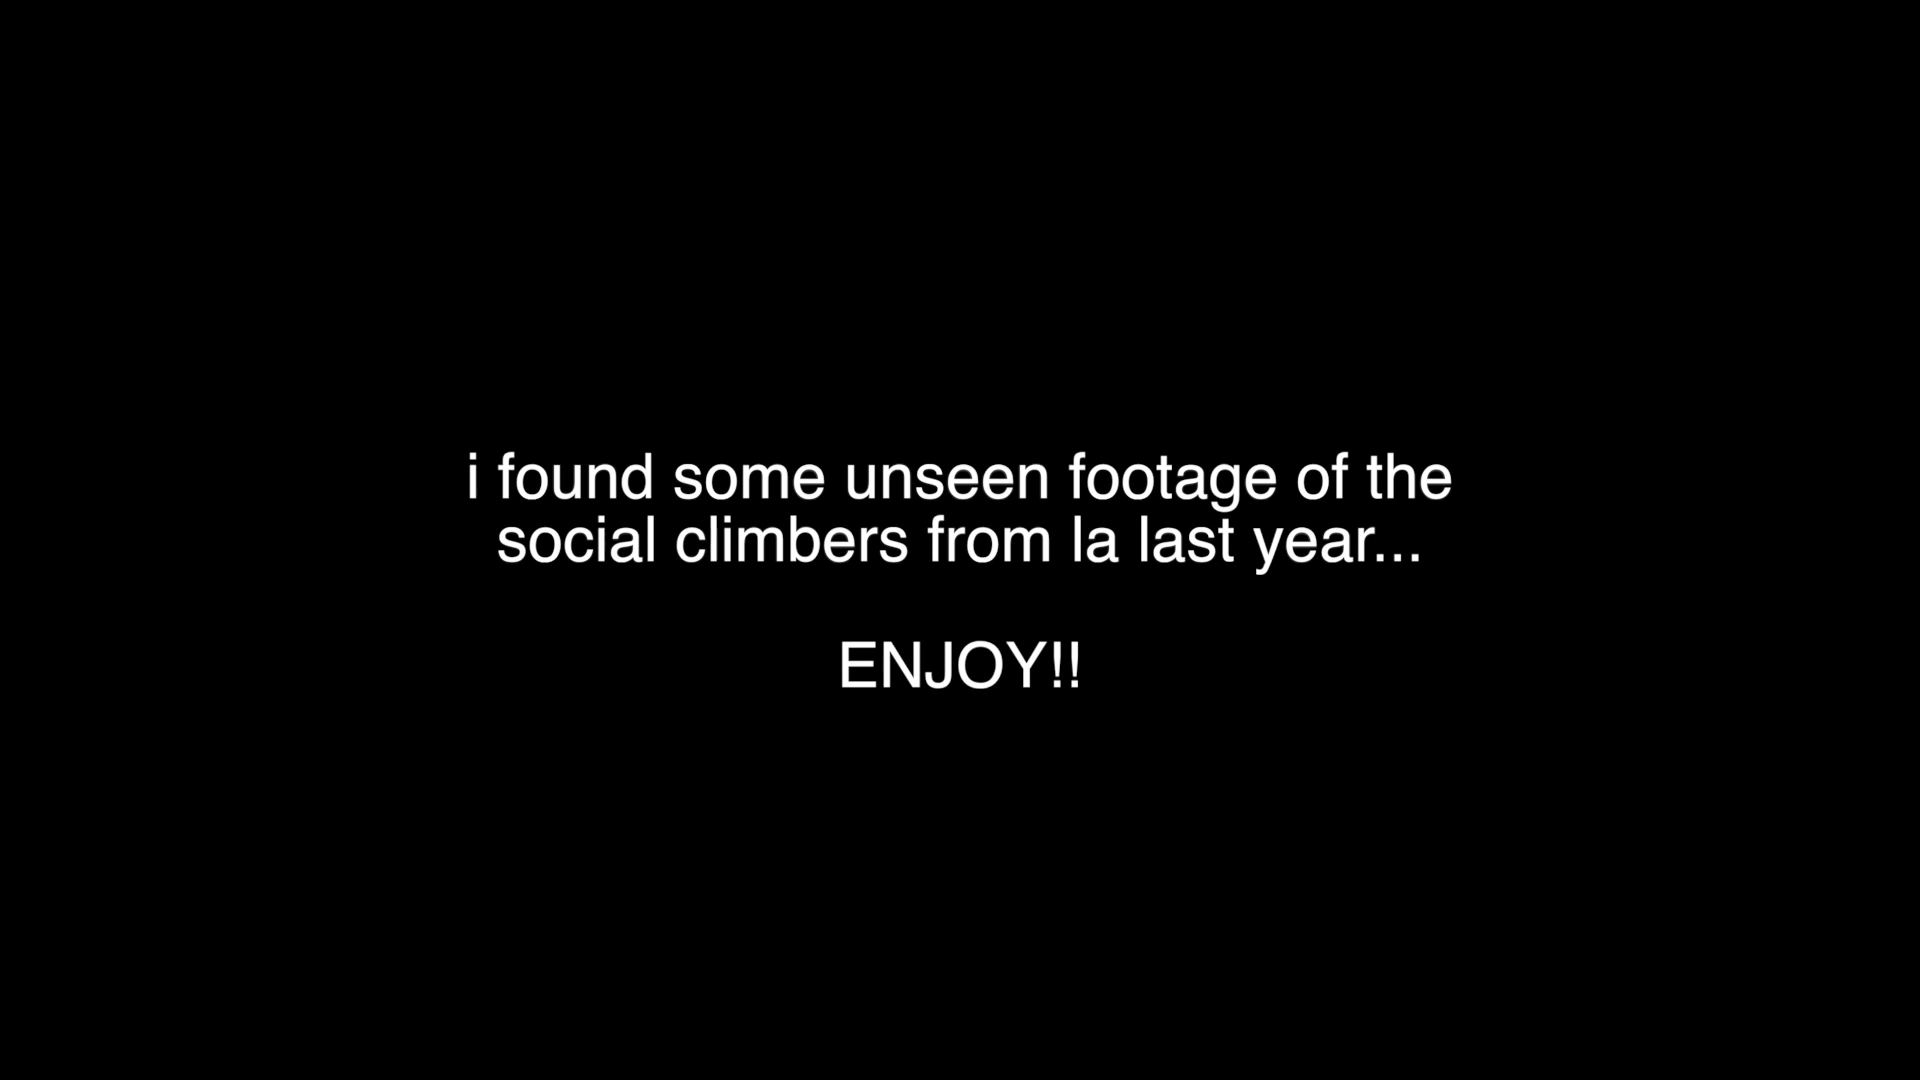 i found some unseen footage of the
social climbers from la last year...
ENJOY!!